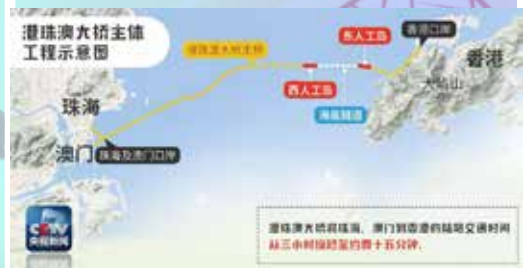 港珠澳大桥主体
工程示意图
东人工岛
香港口岸
港珠澳大桥主桥
香港
大屿山
西人工岛
海底隧道
珠海
澳门
珠海及澳门口岸
CCTV
央视新闻
港珠澳大桥将珠海、澳门到香港的陆路交通时间
从三小时缩短至约四十五分钟。